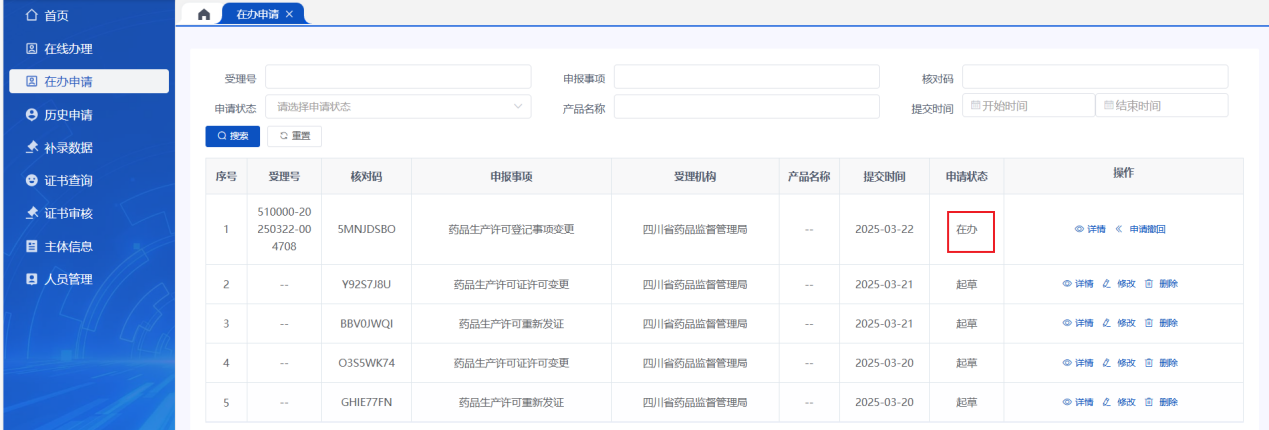 首页
在线办理
在办申请
历史申请
补录数据
证书查询
证书审核
主体信息
人员管理
在办申请 ×
受理号 申报事项 核对码
申请状态 请选择申请状态 产品名称 提交时间 开始时间 结束时间
搜索 重置
序号 受理号 核对码 申报事项 受理机构 产品名称 提交时间 申请状态 操作
1 510000-20250322-004708 5MNJDSBO 药品生产许可登记事项变更 四川省药品监督管理局 -- 2025-03-22 在办 详情 申请撤回
2 -- Y92S7J8U 药品生产许可证许可变更 四川省药品监督管理局 -- 2025-03-21 起草 详情 修改 删除
3 -- BBV0JWQI 药品生产许可重新发证 四川省药品监督管理局 -- 2025-03-21 起草 详情 修改 删除
4 -- O3S5WK74 药品生产许可证许可变更 四川省药品监督管理局 -- 2025-03-20 起草 详情 修改 删除
5 -- GHIE77FN 药品生产许可重新发证 四川省药品监督管理局 -- 2025-03-20 起草 详情 修改 删除